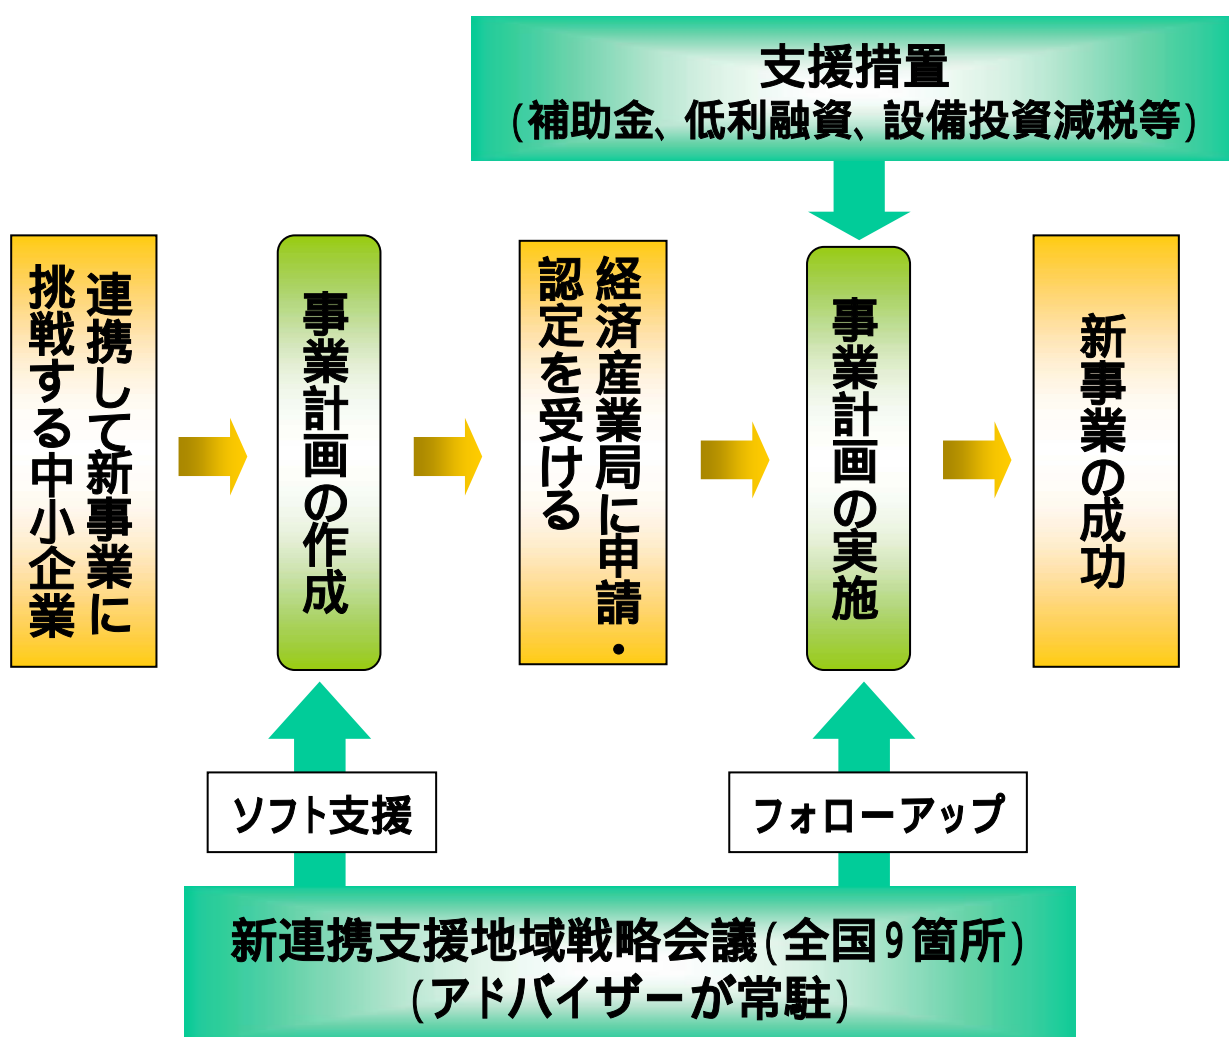 支援措置
(補助金、低利融資、設備投資減税等)
連携して新事業に
挑戦する中小企業
事業計画の作成
経済産業局に申請・
認定を受ける
事業計画の実施
新事業の成功
ソフト支援
フォローアップ
新連携支援地域戦略会議(全国9箇所)
(アドバイザーが常駐)